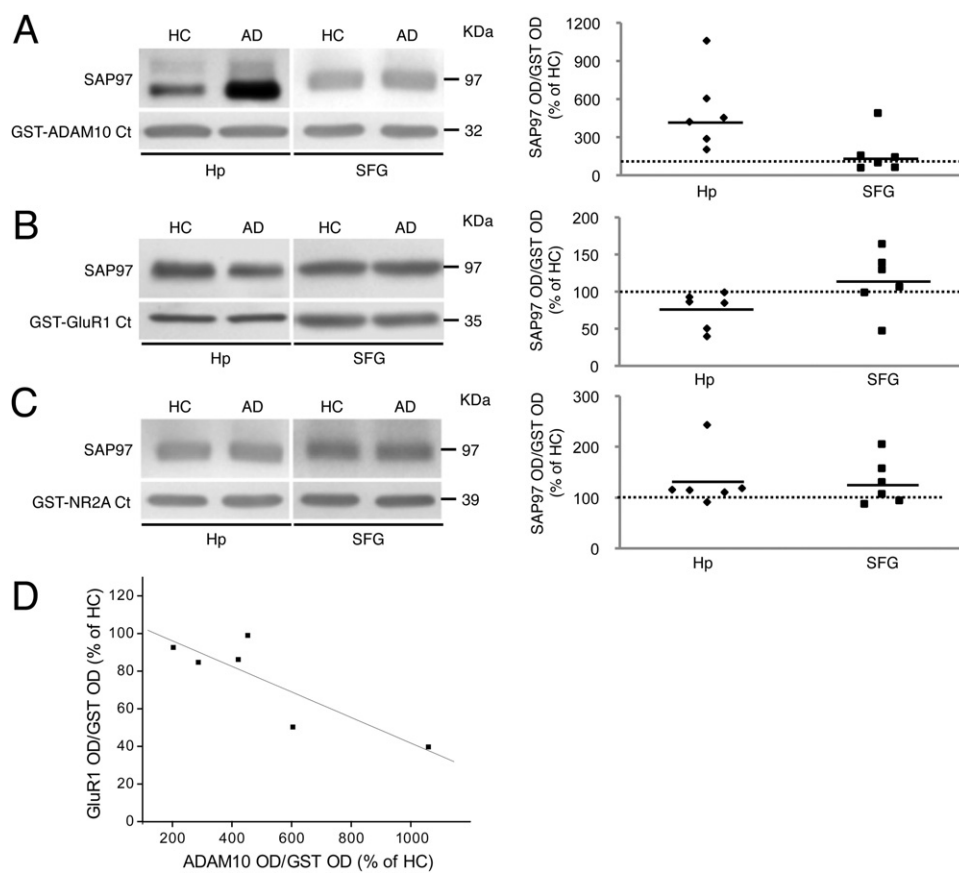 A
HC AD HC AD KDa
SAP97
97
GST-ADAM10 Ct
32
Hp SFG
SAP97 OD/GST OD
(% of HC)
1200
900
600
300
0
Hp SFG
B
HC AD HC AD KDa
SAP97
97
GST-GluR1 Ct
35
Hp SFG
SAP97 OD/GST OD
(% of HC)
200
150
100
50
0
Hp SFG
C
HC AD HC AD KDa
SAP97
97
GST-NR2A Ct
39
Hp SFG
SAP97 OD/GST OD
(% of HC)
300
200
100
0
Hp SFG
D
GluR1 OD/GST OD (% of HC)
120
100
80
60
40
20
0
200 400 600 800 1000
ADAM10 OD/GST OD (% of HC)